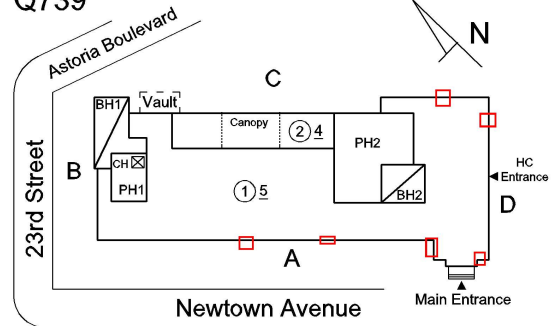 Q739
Astoria Boulevard
N
C
BH1
Vault
Canopy
2 4
PH2
CH
PH1
B
23rd Street
1 5
BH2
HC
Entrance
D
A
Main Entrance
Newtown Avenue